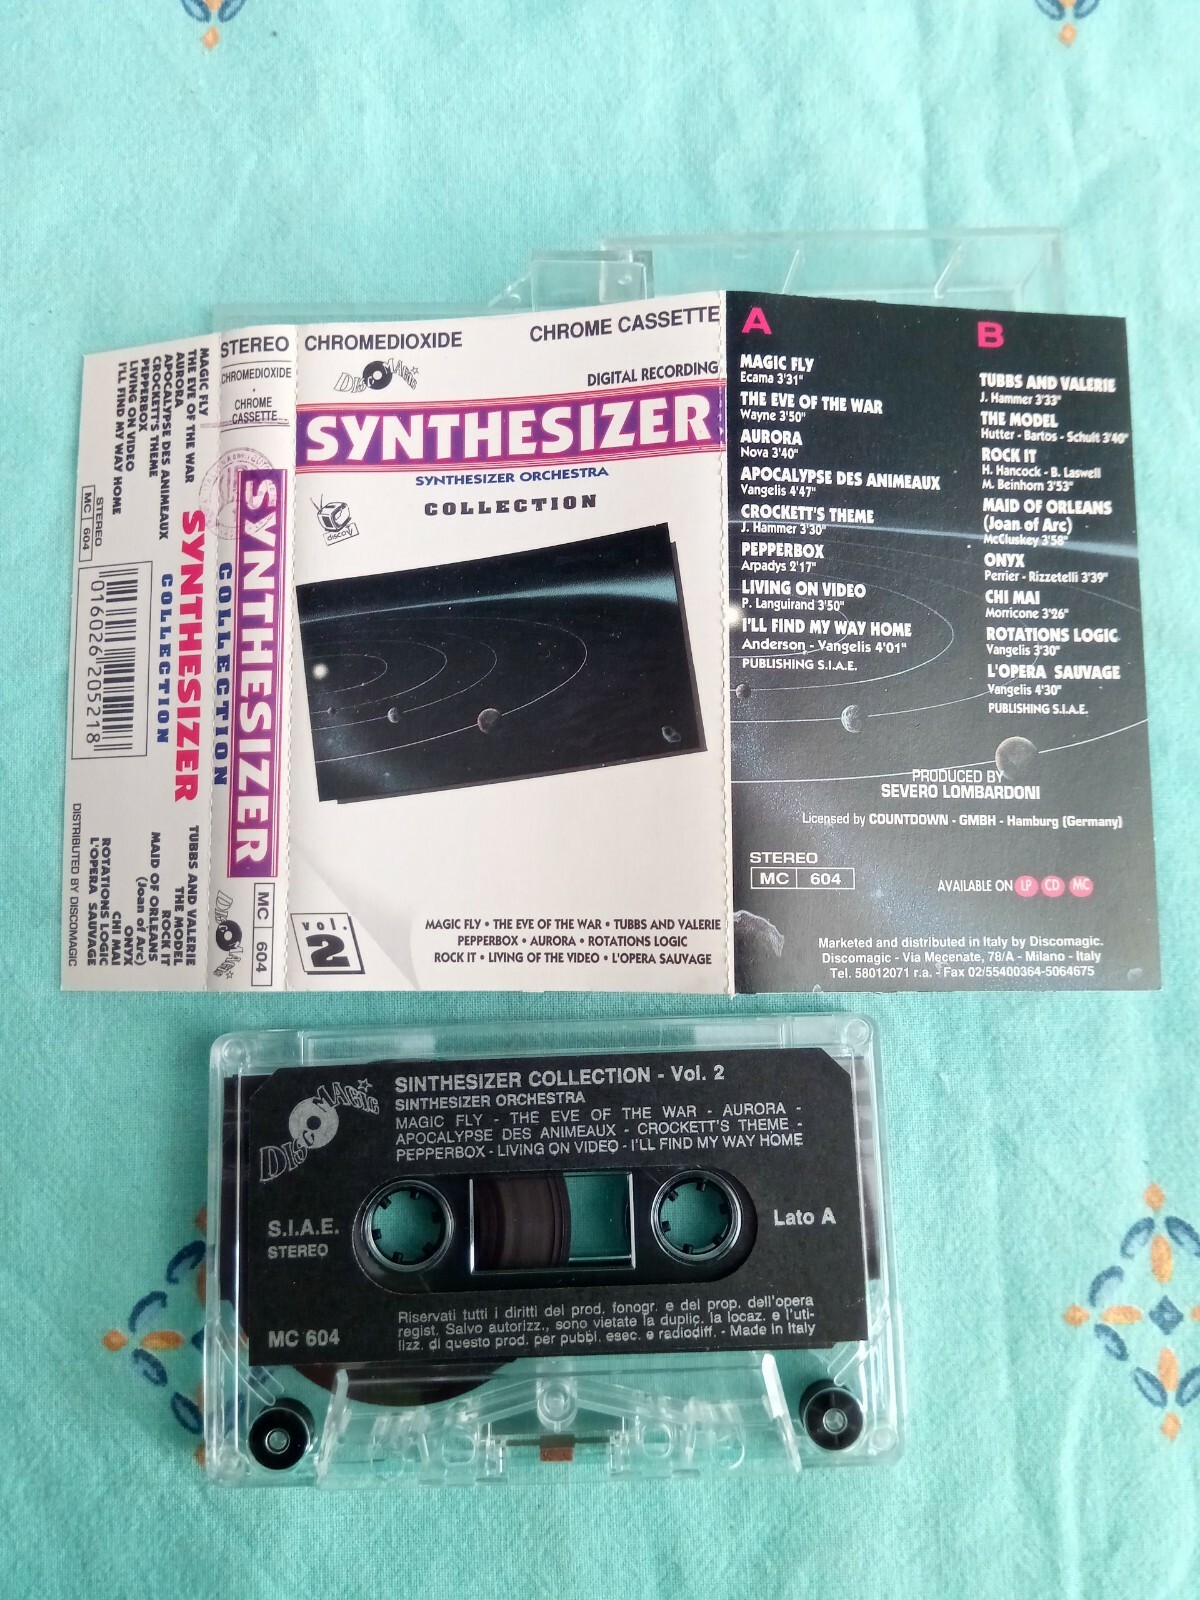 MAGIC FLY
THE EVE OF THE WAR
AURORA
APOCALYPSE DES ANIMEAUX
CROCKETT'S THEME
PEPPERBOX
LIVING ON VIDEO
I'LL FIND MY WAY HOME
STEREO
MC 604
SYNTHESIZER
COLLECTION
016026 205218
TUBBS AND VALERIE
THE MODEL
ROCK IT
MAID OF ORLEANS
(Joan of Arc)
ONYX
CHI MAI
ROTATIONS LOGIC
L'OPERA SAUVAGE
DISTRIBUTED BY DISCOMAGIC
STEREO
CHROMEDIOXIDE
·
CHROME
CASSETTE
SYNTHESIZER
COLLECTION
DISCOMAGIC
MC 604
CHROMEDIOXIDE
CHROME CASSETTE
DISCOMAGIC
DIGITAL RECORDING
SYNTHESIZER
SYNTHESIZER ORCHESTRA
COLLECTION
discoV
vol.
2
MAGIC FLY • THE EVE OF THE WAR • TUBBS AND VALERIE
PEPPERBOX • AURORA • ROTATIONS LOGIC
ROCK IT • LIVING OF THE VIDEO • L'OPERA SAUVAGE
A
MAGIC FLY
Ecama 3'31"
THE EVE OF THE WAR
Wayne 3'50"
AURORA
Nova 3'40"
APOCALYPSE DES ANIMEAUX
Vangelis 4'47"
CROCKETT'S THEME
J. Hammer 3'30"
PEPPERBOX
Arpadys 2'17"
LIVING ON VIDEO
P. Languirand 3'50"
I'LL FIND MY WAY HOME
Anderson - Vangelis 4'01"
PUBLISHING S.I.A.E.
B
TUBBS AND VALERIE
J. Hammer 3'33"
THE MODEL
Hutter - Bartos - Schult 3'40"
ROCK IT
H. Hancock - B. Laswell
M. Beinhorn 3'53"
MAID OF ORLEANS
(Joan of Arc)
McCluskey 3'58"
ONYX
Perrier - Rizzetelli 3'39"
CHI MAI
Morricone 3'26"
ROTATIONS LOGIC
Vangelis 3'30"
L'OPERA SAUVAGE
Vangelis 4'30"
PUBLISHING S.I.A.E.
PRODUCED BY
SEVERO LOMBARDONI
Licensed by COUNTDOWN - GMBH - Hamburg (Germany)
STEREO
MC 604
AVAILABLE ON LP CD MC
Marketed and distributed in Italy by Discomagic.
Discomagic - Via Mecenate, 78/A - Milano - Italy
Tel. 58012071 r.a. - Fax 02/55400364-5064675
DISCOMAGIC
SINTHESIZER COLLECTION - Vol. 2
SINTHESIZER ORCHESTRA
MAGIC FLY - THE EVE OF THE WAR - AURORA -
APOCALYPSE DES ANIMEAUX - CROCKETT'S THEME -
PEPPERBOX - LIVING ON VIDEO - I'LL FIND MY WAY HOME
S.I.A.E.
STEREO
Lato A
MC 604
Riservati tutti i diritti del prod. fonogr. e del prop. dell'opera
regist. Salvo autorizz., sono vietate la duplic. la locaz. e l'uti-
lizz. di questo prod. per pubbl. esec. e radiodiff. - Made in Italy